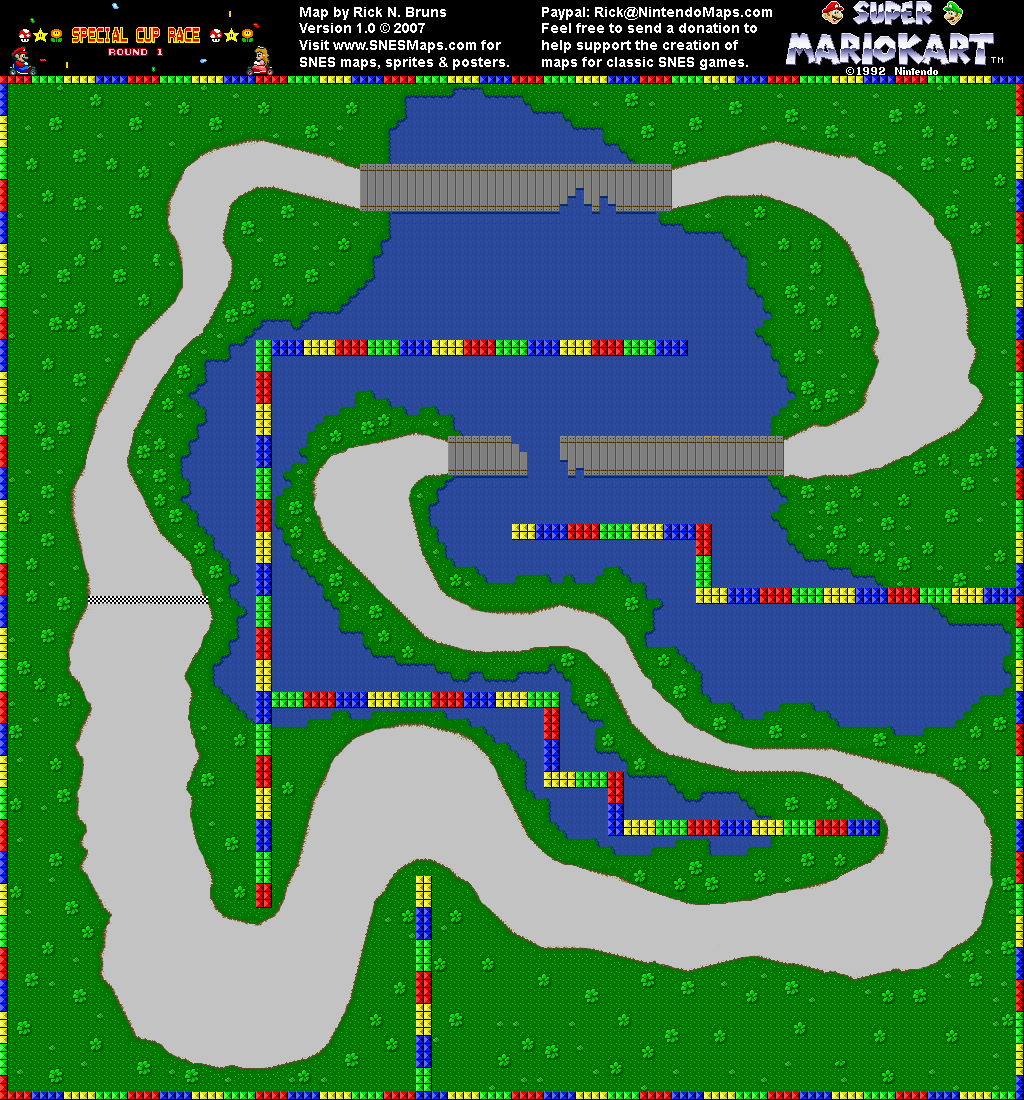 SPECIAL CUP RACE
ROUND 1
Map by Rick N. Bruns
Version 1.0 © 2007
Visit www.SNESMaps.com for
SNES maps, sprites & posters.
Paypal: Rick@NintendoMaps.com
Feel free to send a donation to
help support the creation of
maps for classic SNES games.
SUPER
MARIOKART™
©1992 Nintendo